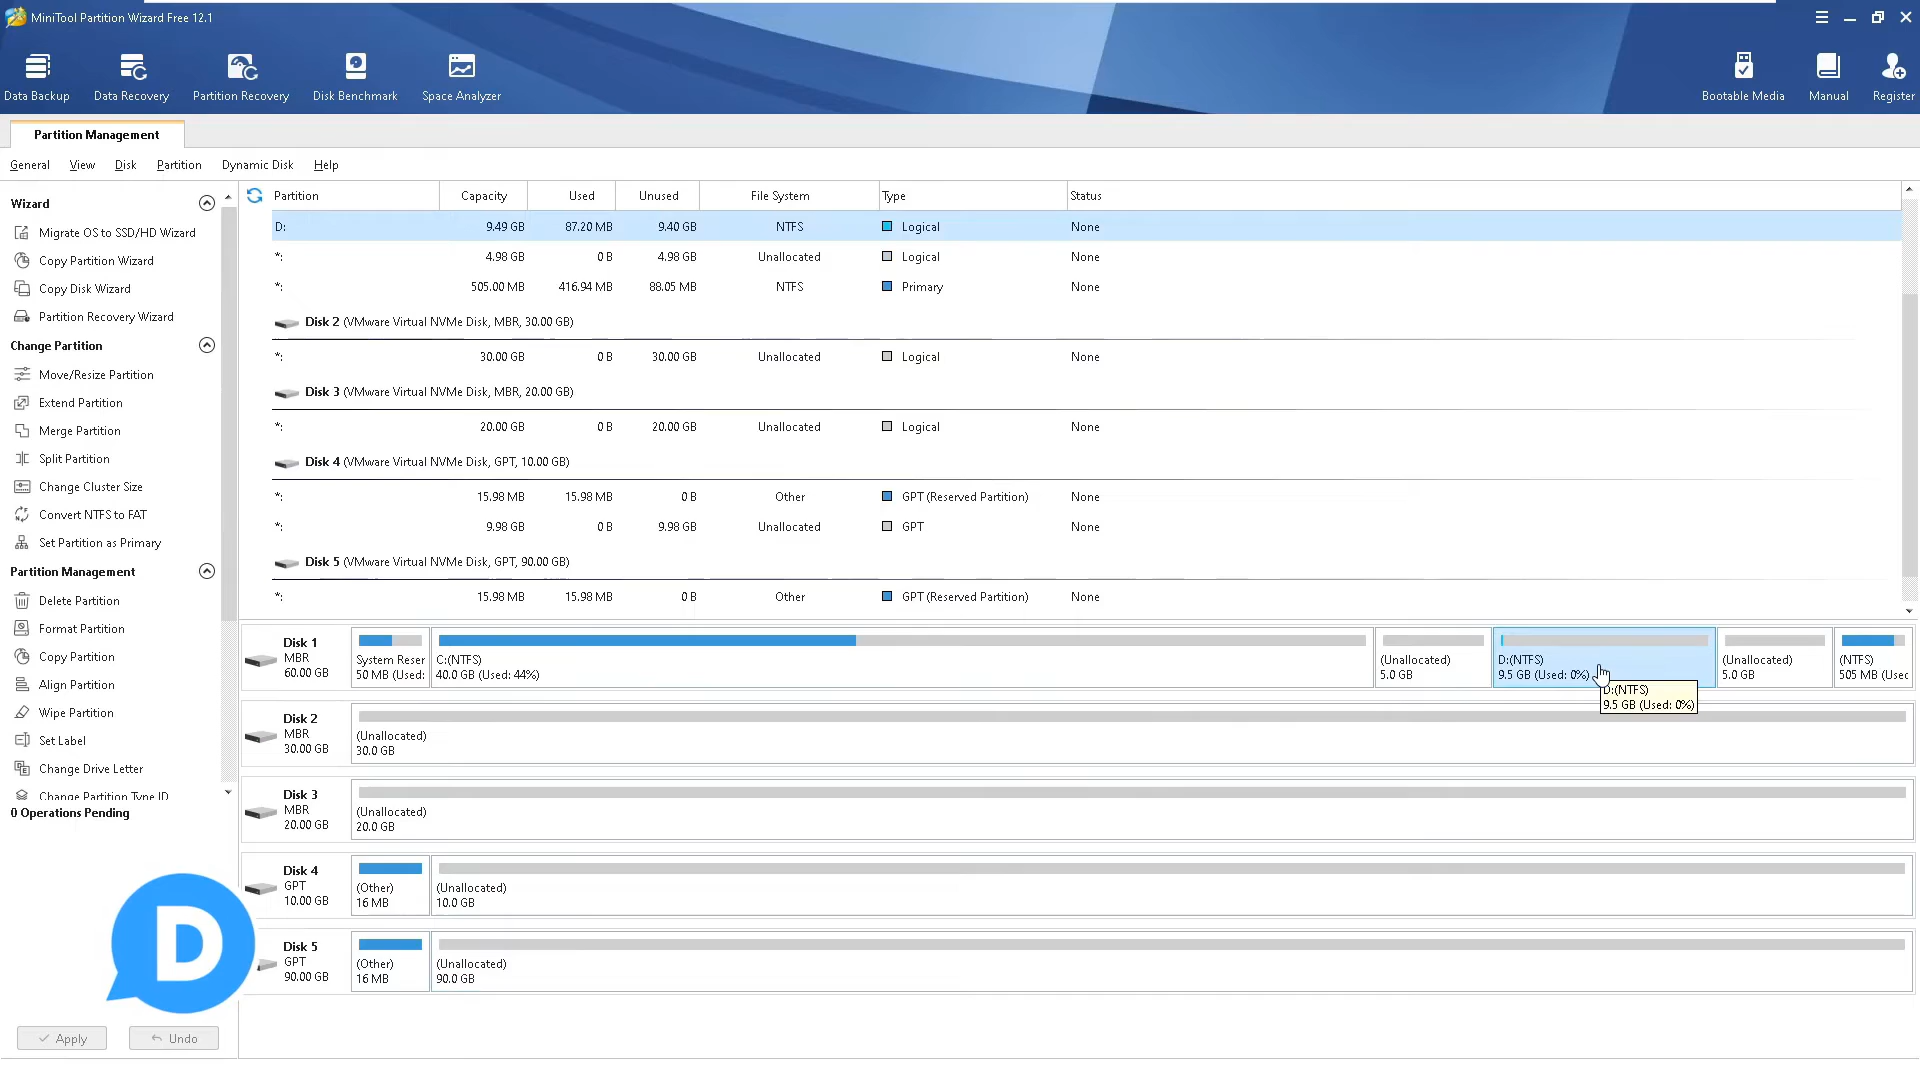 MiniTool Partition Wizard Free 12.1
Data Backup
Data Recovery
Partition Recovery
Disk Benchmark
Space Analyzer
Bootable Media
Manual
Register
Partition Management
General View Disk Partition Dynamic Disk Help
Wizard
Migrate OS to SSD/HD Wizard
Copy Partition Wizard
Copy Disk Wizard
Partition Recovery Wizard
Change Partition
Move/Resize Partition
Extend Partition
Merge Partition
Split Partition
Change Cluster Size
Convert NTFS to FAT
Set Partition as Primary
Partition Management
Delete Partition
Format Partition
Copy Partition
Align Partition
Wipe Partition
Set Label
Change Drive Letter
Change Partition Type ID
0 Operations Pending
D
Apply Undo
Partition Capacity Used Unused File System Type Status
D: 9.49 GB 87.20 MB 9.40 GB NTFS Logical None
*: 4.98 GB 0 B 4.98 GB Unallocated Logical None
*: 505.00 MB 416.94 MB 88.05 MB NTFS Primary None
Disk 2 (VMware Virtual NVMe Disk, MBR, 30.00 GB)
*: 30.00 GB 0 B 30.00 GB Unallocated Logical None
Disk 3 (VMware Virtual NVMe Disk, MBR, 20.00 GB)
*: 20.00 GB 0 B 20.00 GB Unallocated Logical None
Disk 4 (VMware Virtual NVMe Disk, GPT, 10.00 GB)
*: 15.98 MB 15.98 MB 0 B Other GPT (Reserved Partition) None
*: 9.98 GB 0 B 9.98 GB Unallocated GPT None
Disk 5 (VMware Virtual NVMe Disk, GPT, 90.00 GB)
*: 15.98 MB 15.98 MB 0 B Other GPT (Reserved Partition) None
Disk 1
MBR
60.00 GB
System Reser
50 MB (Used:
C:(NTFS)
40.0 GB (Used: 44%)
(Unallocated)
5.0 GB
D:(NTFS)
9.5 GB (Used: 0%)
(Unallocated)
5.0 GB
(NTFS)
505 MB (Usec
D:(NTFS)
9.5 GB (Used: 0%)
Disk 2
MBR
30.00 GB
(Unallocated)
30.0 GB
Disk 3
MBR
20.00 GB
(Unallocated)
20.0 GB
Disk 4
GPT
10.00 GB
(Other)
16 MB
(Unallocated)
10.0 GB
Disk 5
GPT
90.00 GB
(Other)
16 MB
(Unallocated)
90.0 GB